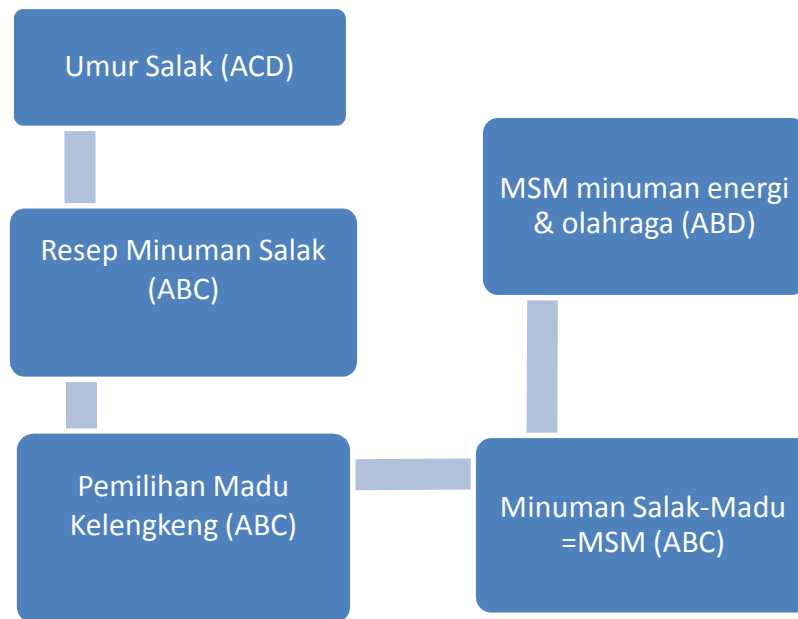 Umur Salak (ACD)
Resep Minuman Salak
(ABC)
Pemilihan Madu
Kelengkeng (ABC)
Minuman Salak-Madu
=MSM (ABC)
MSM minuman energi
& olahraga (ABD)